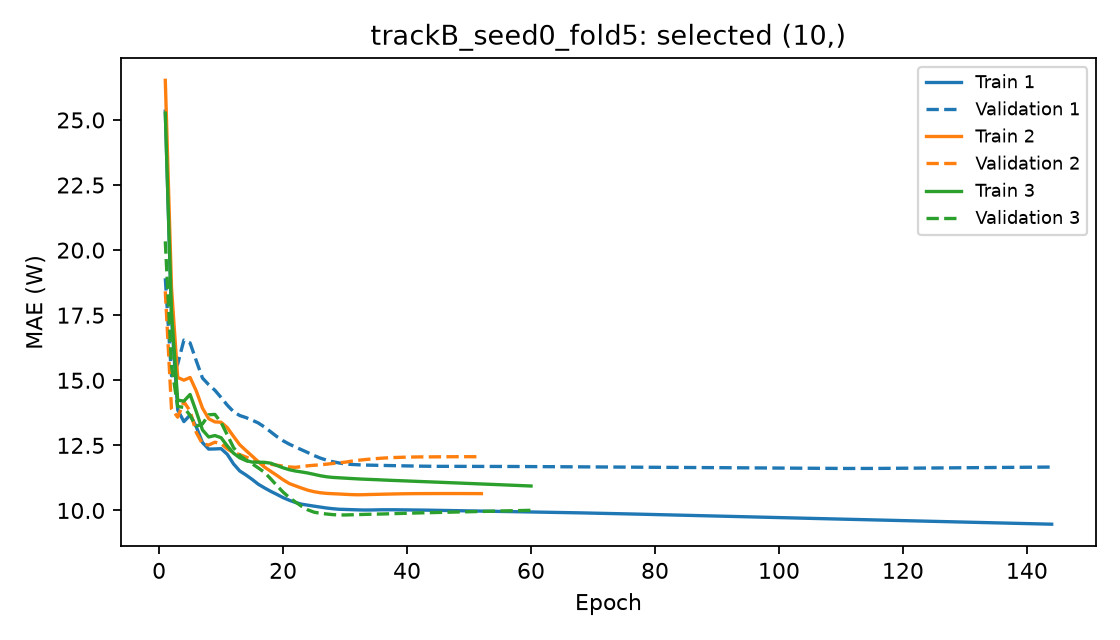 trackB_seed0_fold5: selected (10,)
Train 1
Validation 1
Train 2
Validation 2
Train 3
Validation 3
MAE (W)
25.0
22.5
20.0
17.5
15.0
12.5
10.0
0 20 40 60 80 100 120 140
Epoch